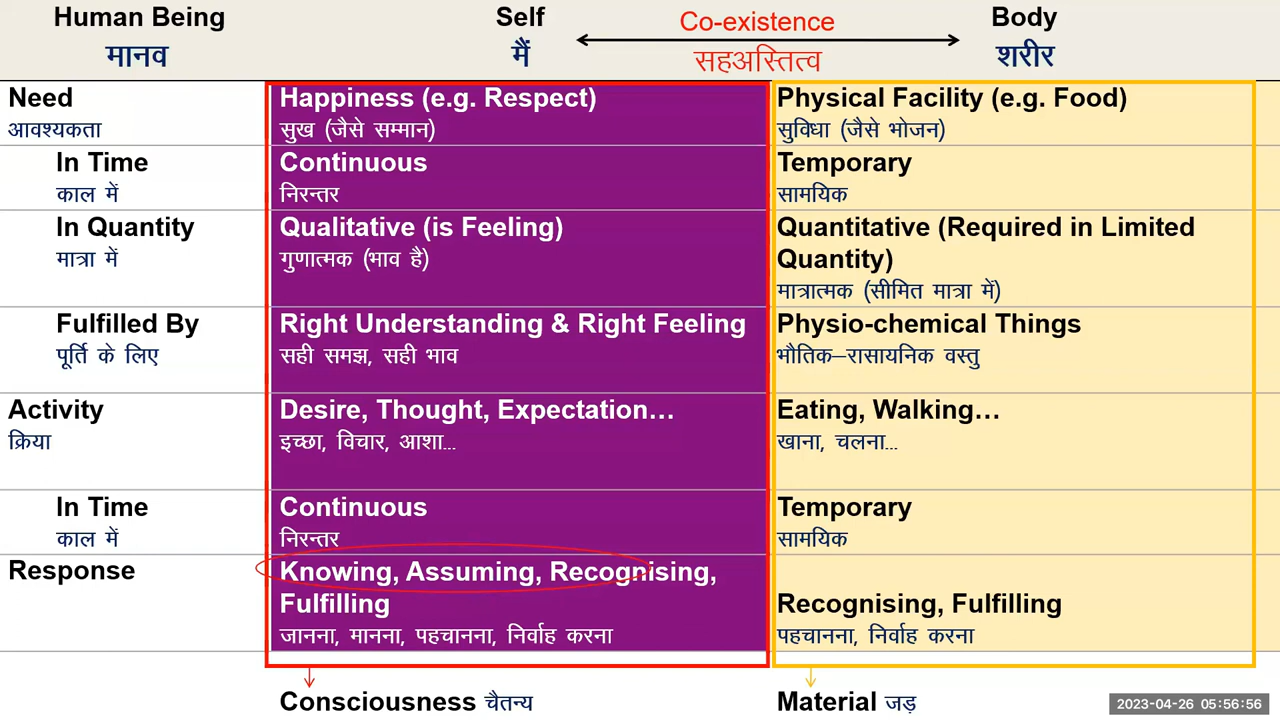 Human Being Self Co-existence Body
मानव मैं सहअस्तित्व शरीर
Need Happiness (e.g. Respect) Physical Facility (e.g. Food)
आवश्यकता सुख (जैसे सम्मान) सुविधा (जैसे भोजन)
In Time Continuous Temporary
काल में निरन्तर सामयिक
In Quantity Qualitative (is Feeling) Quantitative (Required in Limited
Quantity)
मात्रा में गुणात्मक (भाव है) मात्रात्मक (सीमित मात्रा में)
Fulfilled By Right Understanding & Right Feeling Physio-chemical Things
पूर्ति के लिए सही समझ, सही भाव भौतिक–रासायनिक वस्तु
Activity Desire, Thought, Expectation… Eating, Walking…
क्रिया इच्छा, विचार, आशा... खाना, चलना...
In Time Continuous Temporary
काल में निरन्तर सामयिक
Response Knowing, Assuming, Recognising,
Fulfilling Recognising, Fulfilling
जानना, मानना, पहचानना, निर्वाह करना पहचानना, निर्वाह करना
Consciousness चैतन्य Material जड़
2023-04-26 05:56:56